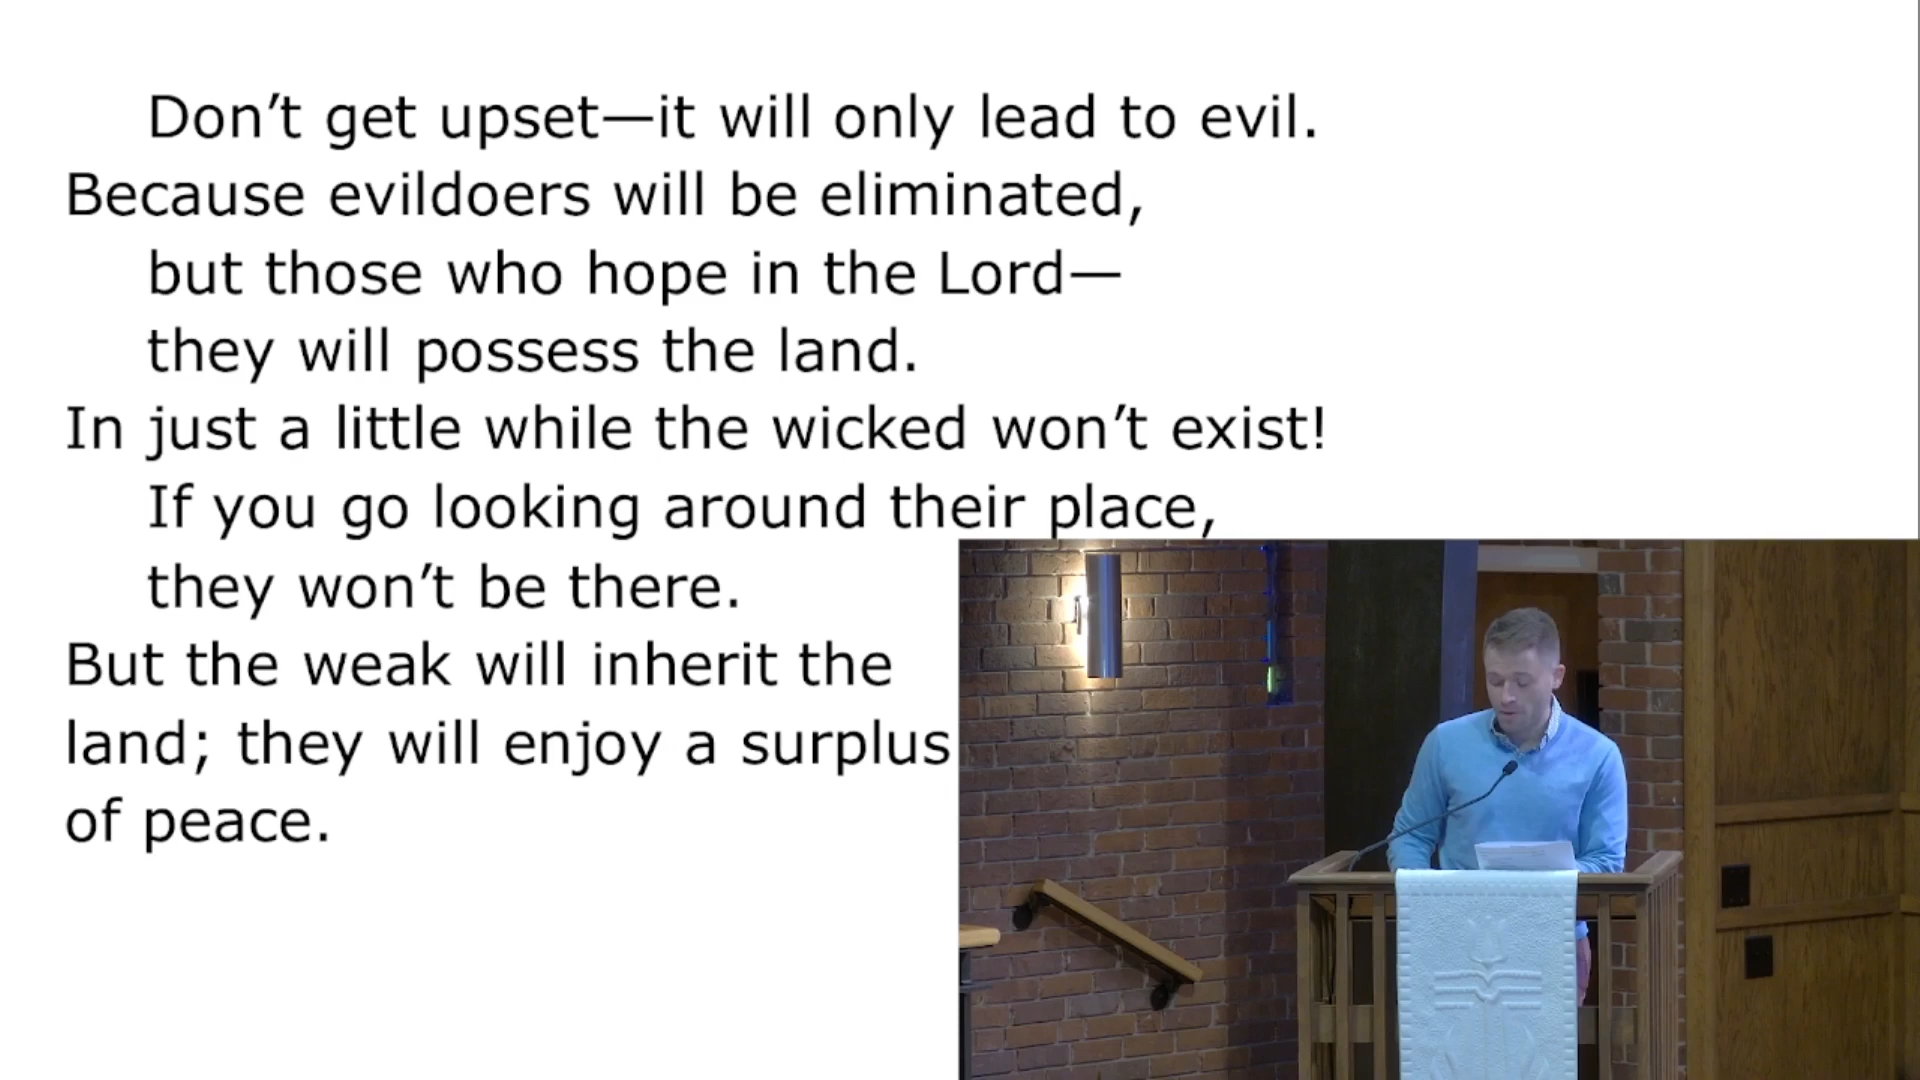 Don’t get upset—it will only lead to evil.
Because evildoers will be eliminated,
but those who hope in the Lord—
they will possess the land.
In just a little while the wicked won’t exist!
If you go looking around their place,
they won’t be there.
But the weak will inherit the
land; they will enjoy a surplus
of peace.